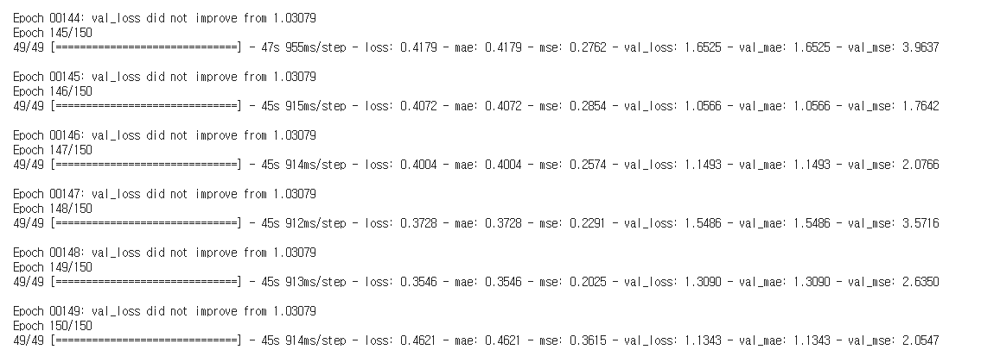 Epoch 00144: val_loss did not improve from 1.03079
Epoch 145/150
49/49 [==============================] - 47s 955ms/step - loss: 0.4179 - mae: 0.4179 - mse: 0.2762 - val_loss: 1.6525 - val_mae: 1.6525 - val_mse: 3.9637
Epoch 00145: val_loss did not improve from 1.03079
Epoch 146/150
49/49 [==============================] - 45s 915ms/step - loss: 0.4072 - mae: 0.4072 - mse: 0.2854 - val_loss: 1.0566 - val_mae: 1.0566 - val_mse: 1.7642
Epoch 00146: val_loss did not improve from 1.03079
Epoch 147/150
49/49 [==============================] - 45s 914ms/step - loss: 0.4004 - mae: 0.4004 - mse: 0.2574 - val_loss: 1.1493 - val_mae: 1.1493 - val_mse: 2.0766
Epoch 00147: val_loss did not improve from 1.03079
Epoch 148/150
49/49 [==============================] - 45s 912ms/step - loss: 0.3728 - mae: 0.3728 - mse: 0.2291 - val_loss: 1.5486 - val_mae: 1.5486 - val_mse: 3.5716
Epoch 00148: val_loss did not improve from 1.03079
Epoch 149/150
49/49 [==============================] - 45s 913ms/step - loss: 0.3546 - mae: 0.3546 - mse: 0.2025 - val_loss: 1.3090 - val_mae: 1.3090 - val_mse: 2.6350
Epoch 00149: val_loss did not improve from 1.03079
Epoch 150/150
49/49 [==============================] - 45s 914ms/step - loss: 0.4621 - mae: 0.4621 - mse: 0.3615 - val_loss: 1.1343 - val_mae: 1.1343 - val_mse: 2.0547